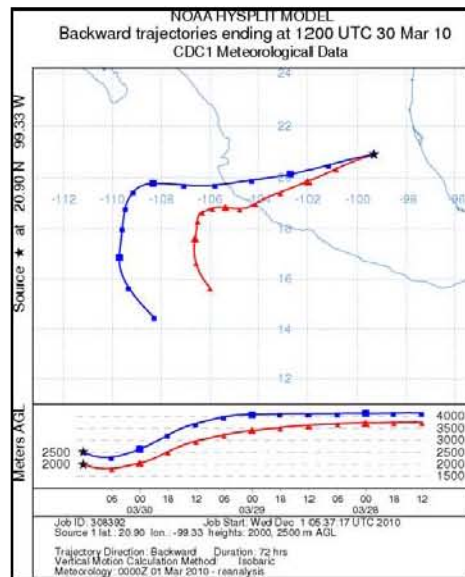 NOAA HYSPLIT MODEL
Backward trajectories ending at 1200 UTC 30 Mar 10
CDC1 Meteorological Data
Source ★ at 20.90 N 99.33 W
24
22
20
-112 -110 -108 -106 -104 -102 -100 -98
18
16
14
12
Meters AGL
2500
2000
4000
3500
3000
2500
2000
1500
06 00 18 12 06 00 18 12 06 00 18 12
03/30 03/29 03/28
Job ID: 308392 Job Start: Wed Dec 1 05:37:17 UTC 2010
Source 1 lat.: 20.90 lon.: -99.33 heights: 2000, 2500 m AGL
Trajectory Direction: Backward Duration: 72 hrs
Vertical Motion Calculation Method: Isobaric
Meteorology: 0000Z 01 Mar 2010 - reanalysis